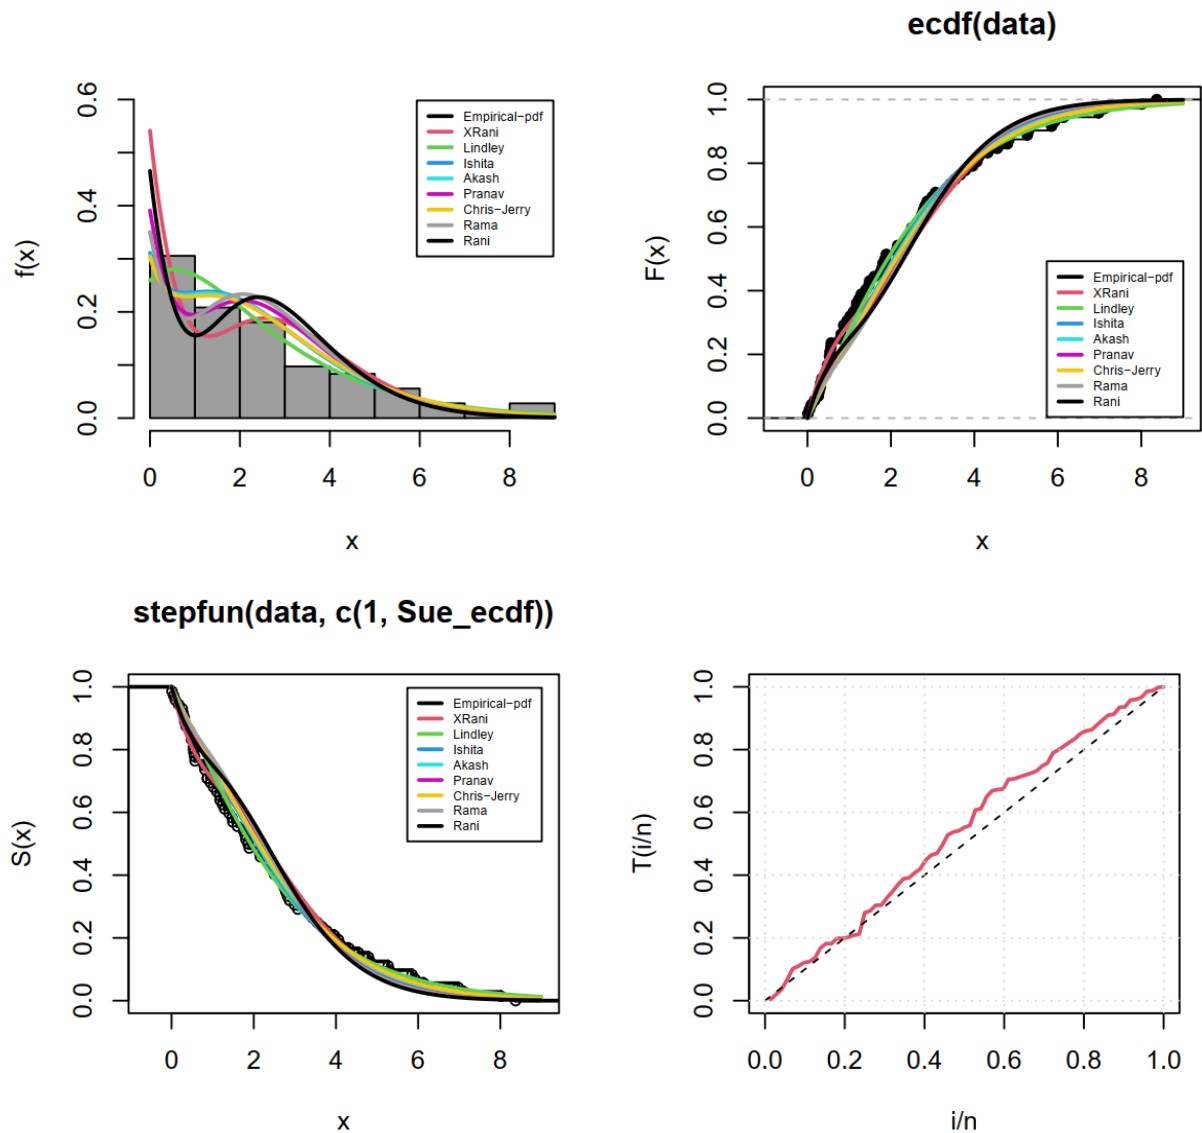 f(x)
0.6
0.4
0.2
0.0
Empirical−pdf
XRani
Lindley
Ishita
Akash
Pranav
Chris−Jerry
Rama
Rani
0 2 4 6 8
x
ecdf(data)
F(x)
1.0
0.8
0.6
0.4
0.2
0.0
Empirical−pdf
XRani
Lindley
Ishita
Akash
Pranav
Chris−Jerry
Rama
Rani
0 2 4 6 8
x
stepfun(data, c(1, Sue_ecdf))
S(x)
1.0
0.8
0.6
0.4
0.2
0.0
Empirical−pdf
XRani
Lindley
Ishita
Akash
Pranav
Chris−Jerry
Rama
Rani
0 2 4 6 8
x
T(i/n)
1.0
0.8
0.6
0.4
0.2
0.0
0.0 0.2 0.4 0.6 0.8 1.0
i/n